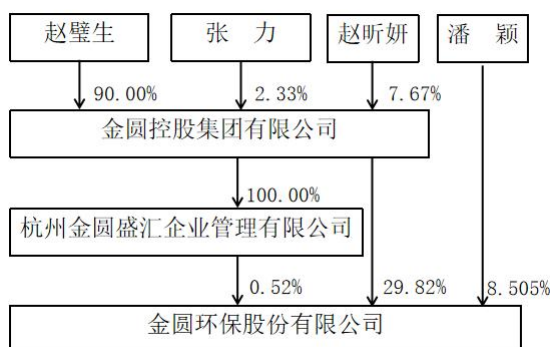 赵璧生 张 力 赵昕妍 潘 颖
90.00% 2.33% 7.67%
金圆控股集团有限公司
100.00%
杭州金圆盛汇企业管理有限公司
0.52% 29.82% 8.505%
金圆环保股份有限公司